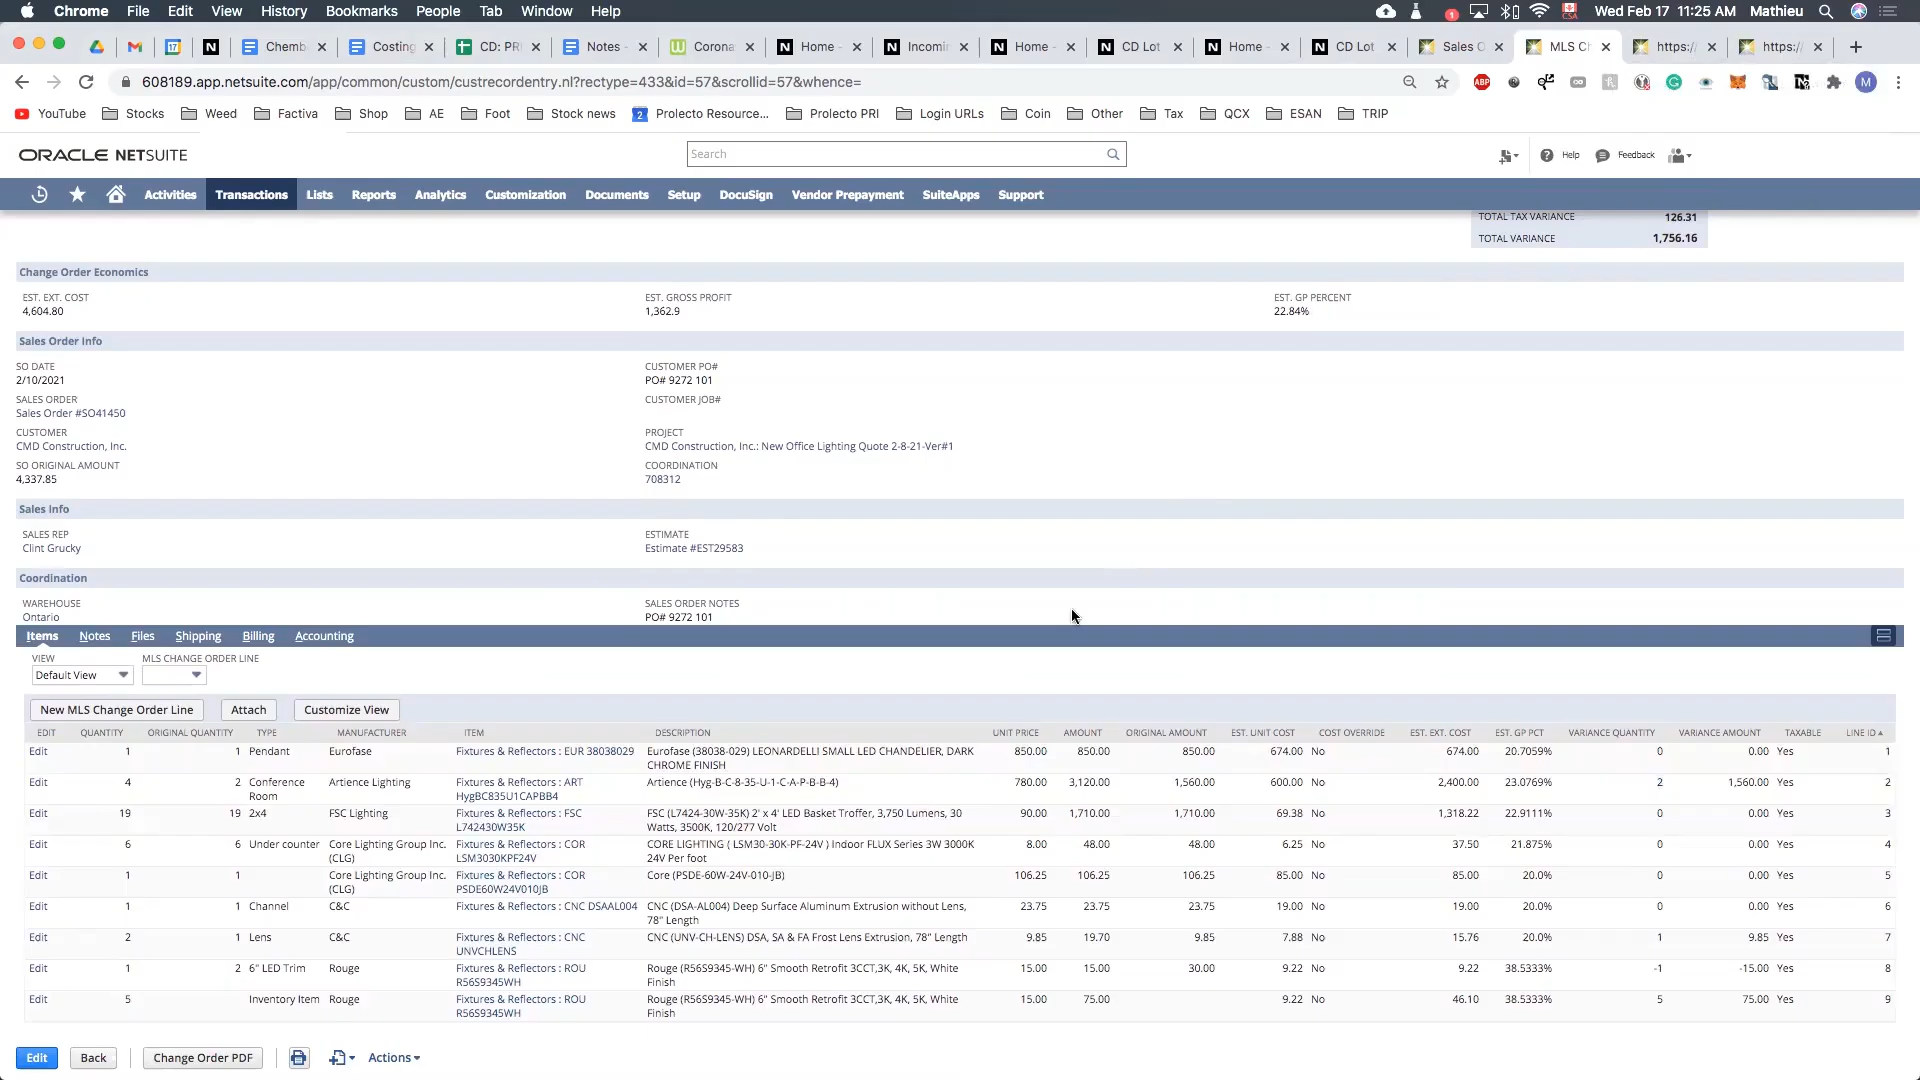 Chrome File Edit View History Bookmarks People Tab Window Help
1 Wed Feb 17 11:25 AM Mathieu
Chemb Costing CD: PRI Notes - Corona Home - Incomin Home - CD Lot Home - CD Lot Sales O MLS Ch https:/ https:/
608189.app.netsuite.com/app/common/custom/custrecordentry.nl?rectype=433&id=57&scrollid=57&whence=
YouTube Stocks Weed Factiva Shop AE Foot Stock news 2 Prolecto Resource... Prolecto PRI Login URLs Coin Other Tax QCX ESAN TRIP
ORACLE NETSUITE Search Help Feedback
Activities Transactions Lists Reports Analytics Customization Documents Setup DocuSign Vendor Prepayment SuiteApps Support
TOTAL TAX VARIANCE 126.31
TOTAL VARIANCE 1,756.16
Change Order Economics
EST. EXT. COST EST. GROSS PROFIT EST. GP PERCENT
4,604.80 1,362.9 22.84%
Sales Order Info
SO DATE CUSTOMER PO#
2/10/2021 PO# 9272 101
SALES ORDER CUSTOMER JOB#
Sales Order #SO41450
CUSTOMER PROJECT
CMD Construction, Inc. CMD Construction, Inc.: New Office Lighting Quote 2-8-21-Ver#1
SO ORIGINAL AMOUNT COORDINATION
4,337.85 708312
Sales Info
SALES REP ESTIMATE
Clint Grucky Estimate #EST29583
Coordination
WAREHOUSE SALES ORDER NOTES
Ontario PO# 9272 101
Items Notes Files Shipping Billing Accounting
VIEW MLS CHANGE ORDER LINE
Default View
New MLS Change Order Line Attach Customize View
EDIT QUANTITY ORIGINAL QUANTITY TYPE MANUFACTURER ITEM DESCRIPTION UNIT PRICE AMOUNT ORIGINAL AMOUNT EST. UNIT COST COST OVERRIDE EST. EXT. COST EST. GP PCT VARIANCE QUANTITY VARIANCE AMOUNT TAXABLE LINE ID
Edit 1 1 Pendant Eurofase Fixtures & Reflectors : EUR 38038029 Eurofase (38038-029) LEONARDELLI SMALL LED CHANDELIER, DARK 850.00 850.00 850.00 674.00 No 674.00 20.7059% 0 0.00 Yes 1
CHROME FINISH
Edit 4 2 Conference Artience Lighting Fixtures & Reflectors : ART Artience (Hyg-B-C-8-35-U-1-C-A-P-B-B-4) 780.00 3,120.00 1,560.00 600.00 No 2,400.00 23.0769% 2 1,560.00 Yes 2
Room HygBC835U1CAPBB4
Edit 19 19 2x4 FSC Lighting Fixtures & Reflectors : FSC FSC (L7424-30W-35K) 2' x 4' LED Basket Troffer, 3,750 Lumens, 30 90.00 1,710.00 1,710.00 69.38 No 1,318.22 22.9111% 0 0.00 Yes 3
L742430W35K Watts, 3500K, 120/277 Volt
Edit 6 6 Under counter Core Lighting Group Inc. Fixtures & Reflectors : COR CORE LIGHTING ( LSM30-30K-PF-24V ) Indoor FLUX Series 3W 3000K 8.00 48.00 48.00 6.25 No 37.50 21.875% 0 0.00 Yes 4
(CLG) LSM3030KPF24V 24V Per foot
Edit 1 1 Core Lighting Group Inc. Fixtures & Reflectors : COR Core (PSDE-60W-24V-010-JB) 106.25 106.25 106.25 85.00 No 85.00 20.0% 0 0.00 Yes 5
(CLG) PSDE60W24V010JB
Edit 1 1 Channel C&C Fixtures & Reflectors : CNC DSAAL004 CNC (DSA-AL004) Deep Surface Aluminum Extrusion without Lens, 23.75 23.75 23.75 19.00 No 19.00 20.0% 0 0.00 Yes 6
78" Length
Edit 2 1 Lens C&C Fixtures & Reflectors : CNC CNC (UNV-CH-LENS) DSA, SA & FA Frost Lens Extrusion, 78" Length 9.85 19.70 9.85 7.88 No 15.76 20.0% 1 9.85 Yes 7
UNVCHLENS
Edit 1 2 6" LED Trim Rouge Fixtures & Reflectors : ROU Rouge (R56S9345-WH) 6" Smooth Retrofit 3CCT,3K, 4K, 5K, White 15.00 15.00 30.00 9.22 No 9.22 38.5333% -1 -15.00 Yes 8
R56S9345WH Finish
Edit 5 Inventory Item Rouge Fixtures & Reflectors : ROU Rouge (R56S9345-WH) 6" Smooth Retrofit 3CCT,3K, 4K, 5K, White 15.00 75.00 9.22 No 46.10 38.5333% 5 75.00 Yes 9
R56S9345WH Finish
Edit Back Change Order PDF Actions